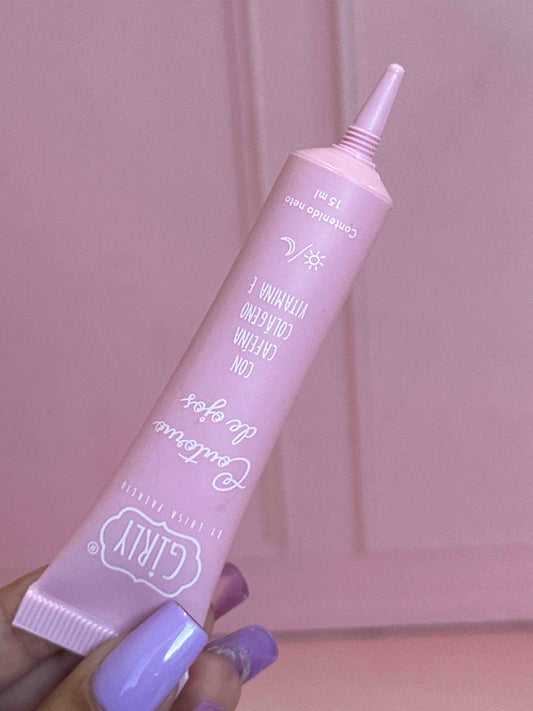 GiRLY®
BY LUISA PALACIO
Contorno
de ojos
CON
CAFEÍNA
COLÁGENO
VITAMINA E
Contenido neto
15 ml